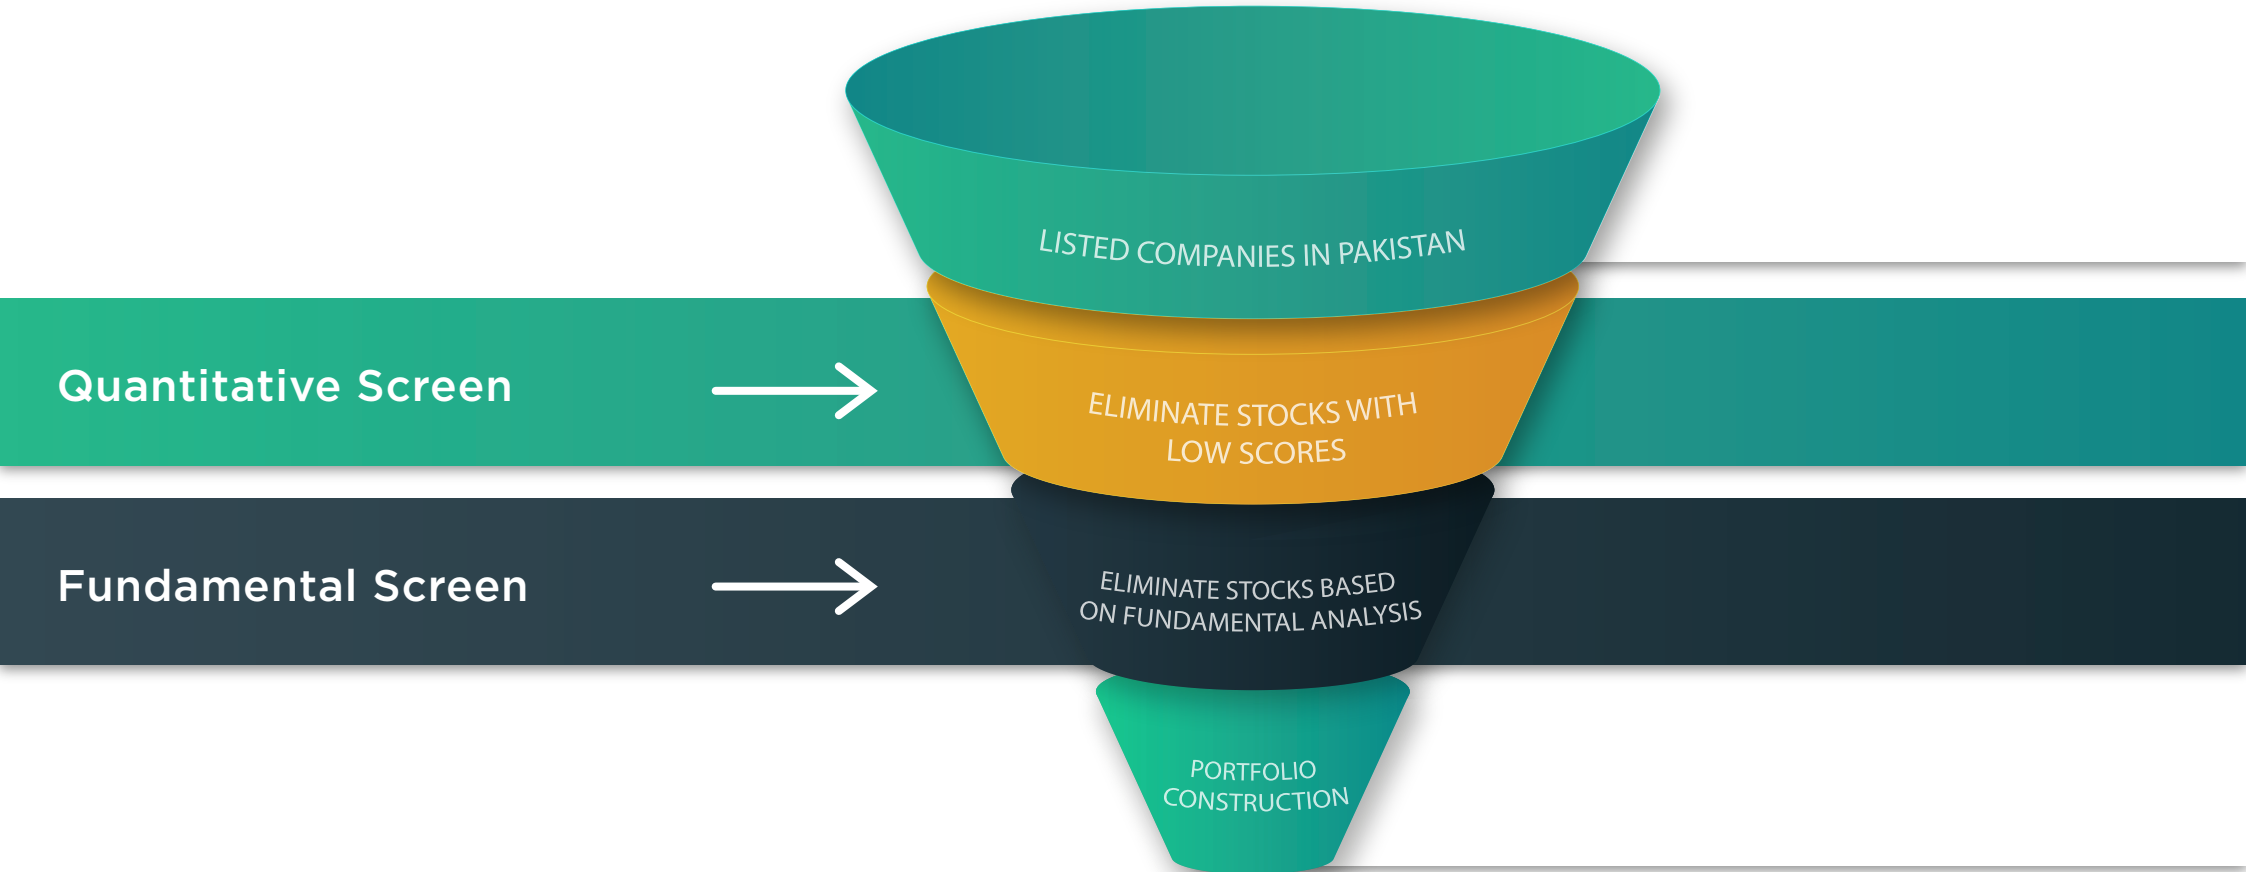 LISTED COMPANIES IN PAKISTAN
Quantitative Screen
ELIMINATE STOCKS WITH
LOW SCORES
Fundamental Screen
ELIMINATE STOCKS BASED
ON FUNDAMENTAL ANALYSIS
PORTFOLIO
CONSTRUCTION